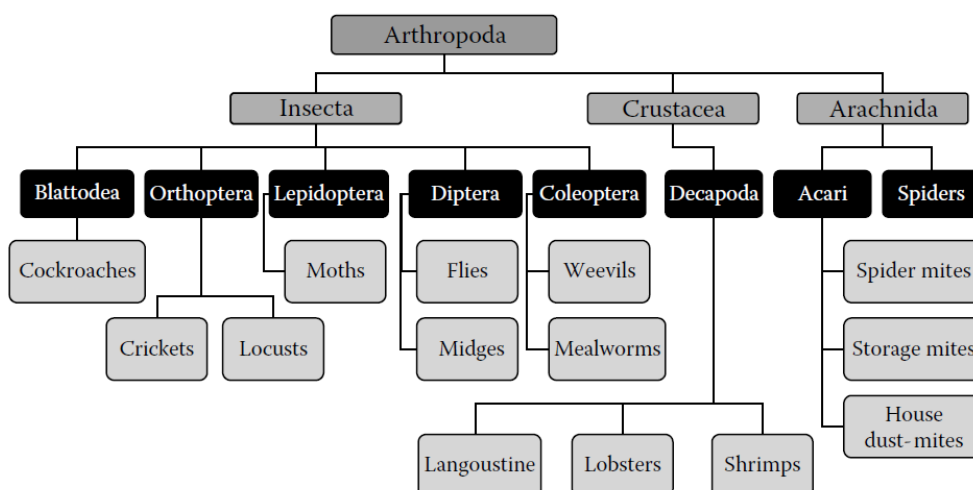 Arthropoda
Insecta
Crustacea
Arachnida
Blattodea
Orthoptera
Lepidoptera
Diptera
Coleoptera
Decapoda
Acari
Spiders
Cockroaches
Moths
Flies
Weevils
Spider mites
Crickets
Locusts
Midges
Mealworms
Storage mites
House
dust-mites
Langoustine
Lobsters
Shrimps